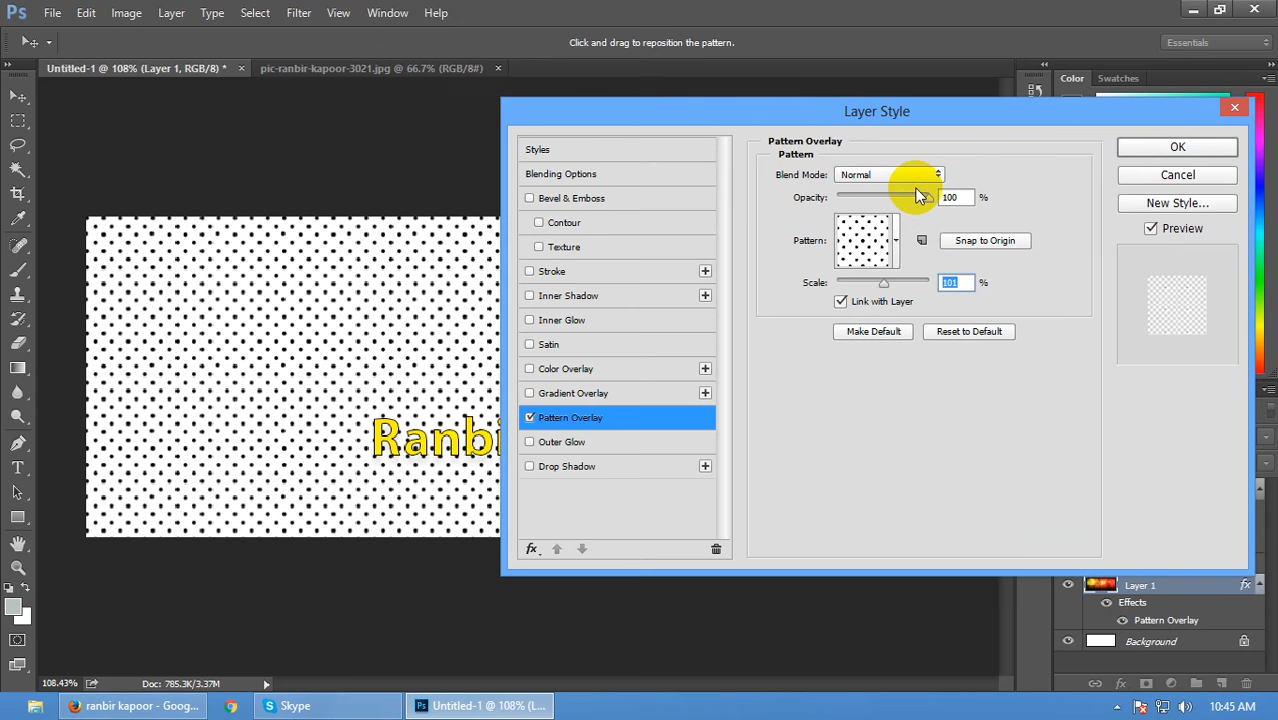 Ps File Edit Image Layer Type Select Filter 3D View Window Help
Click and drag to reposition the pattern.
Essentials
Untitled-1 @ 108% (Layer 1, RGB/8) *
pic-ranbir-kapoor-3021.jpg @ 66.7% (RGB/8#)
Color Swatches
Layer Style
Styles
Blending Options
Bevel & Emboss
Contour
Texture
Stroke
Inner Shadow
Inner Glow
Satin
Color Overlay
Gradient Overlay
Pattern Overlay
Outer Glow
Drop Shadow
fx
Pattern Overlay
Pattern
Blend Mode: Normal
Opacity: 100 %
Pattern: Snap to Origin
Scale: 101 %
Link with Layer
Make Default Reset to Default
OK
Cancel
New Style...
Preview
Ranbi
Layer 1 fx
Effects
Pattern Overlay
Background
108.43% Doc: 785.3K/3.37M
ranbir kapoor - Goog...
Skype
Untitled-1 @ 108% (L...
10:45 AM